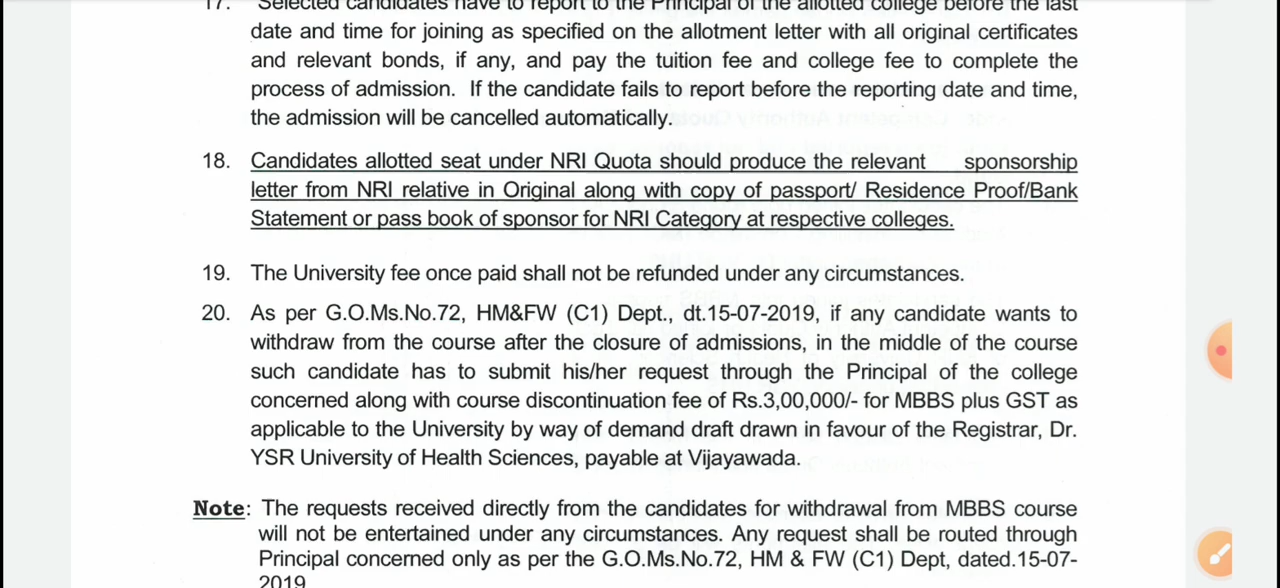 17. Selected candidates have to report to the Principal of the allotted college before the last
date and time for joining as specified on the allotment letter with all original certificates
and relevant bonds, if any, and pay the tuition fee and college fee to complete the
process of admission. If the candidate fails to report before the reporting date and time,
the admission will be cancelled automatically.
18. Candidates allotted seat under NRI Quota should produce the relevant sponsorship
letter from NRI relative in Original along with copy of passport/ Residence Proof/Bank
Statement or pass book of sponsor for NRI Category at respective colleges.
19. The University fee once paid shall not be refunded under any circumstances.
20. As per G.O.Ms.No.72, HM&FW (C1) Dept., dt.15-07-2019, if any candidate wants to
withdraw from the course after the closure of admissions, in the middle of the course
such candidate has to submit his/her request through the Principal of the college
concerned along with course discontinuation fee of Rs.3,00,000/- for MBBS plus GST as
applicable to the University by way of demand draft drawn in favour of the Registrar, Dr.
YSR University of Health Sciences, payable at Vijayawada.
Note: The requests received directly from the candidates for withdrawal from MBBS course
will not be entertained under any circumstances. Any request shall be routed through
Principal concerned only as per the G.O.Ms.No.72, HM & FW (C1) Dept, dated.15-07-
2019